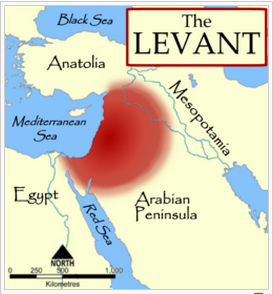 The
LEVANT
Black Sea
Anatolia
Mediterranean
Sea
Mesopotamia
Egypt
Red Sea
Arabian
Peninsula
NORTH
0 250 500 1,000
Kilometres